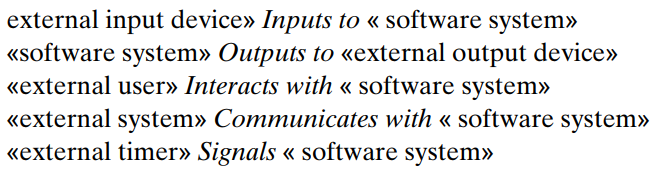 external input device» Inputs to « software system»
«software system» Outputs to «external output device»
«external user» Interacts with « software system»
«external system» Communicates with « software system»
«external timer» Signals « software system»